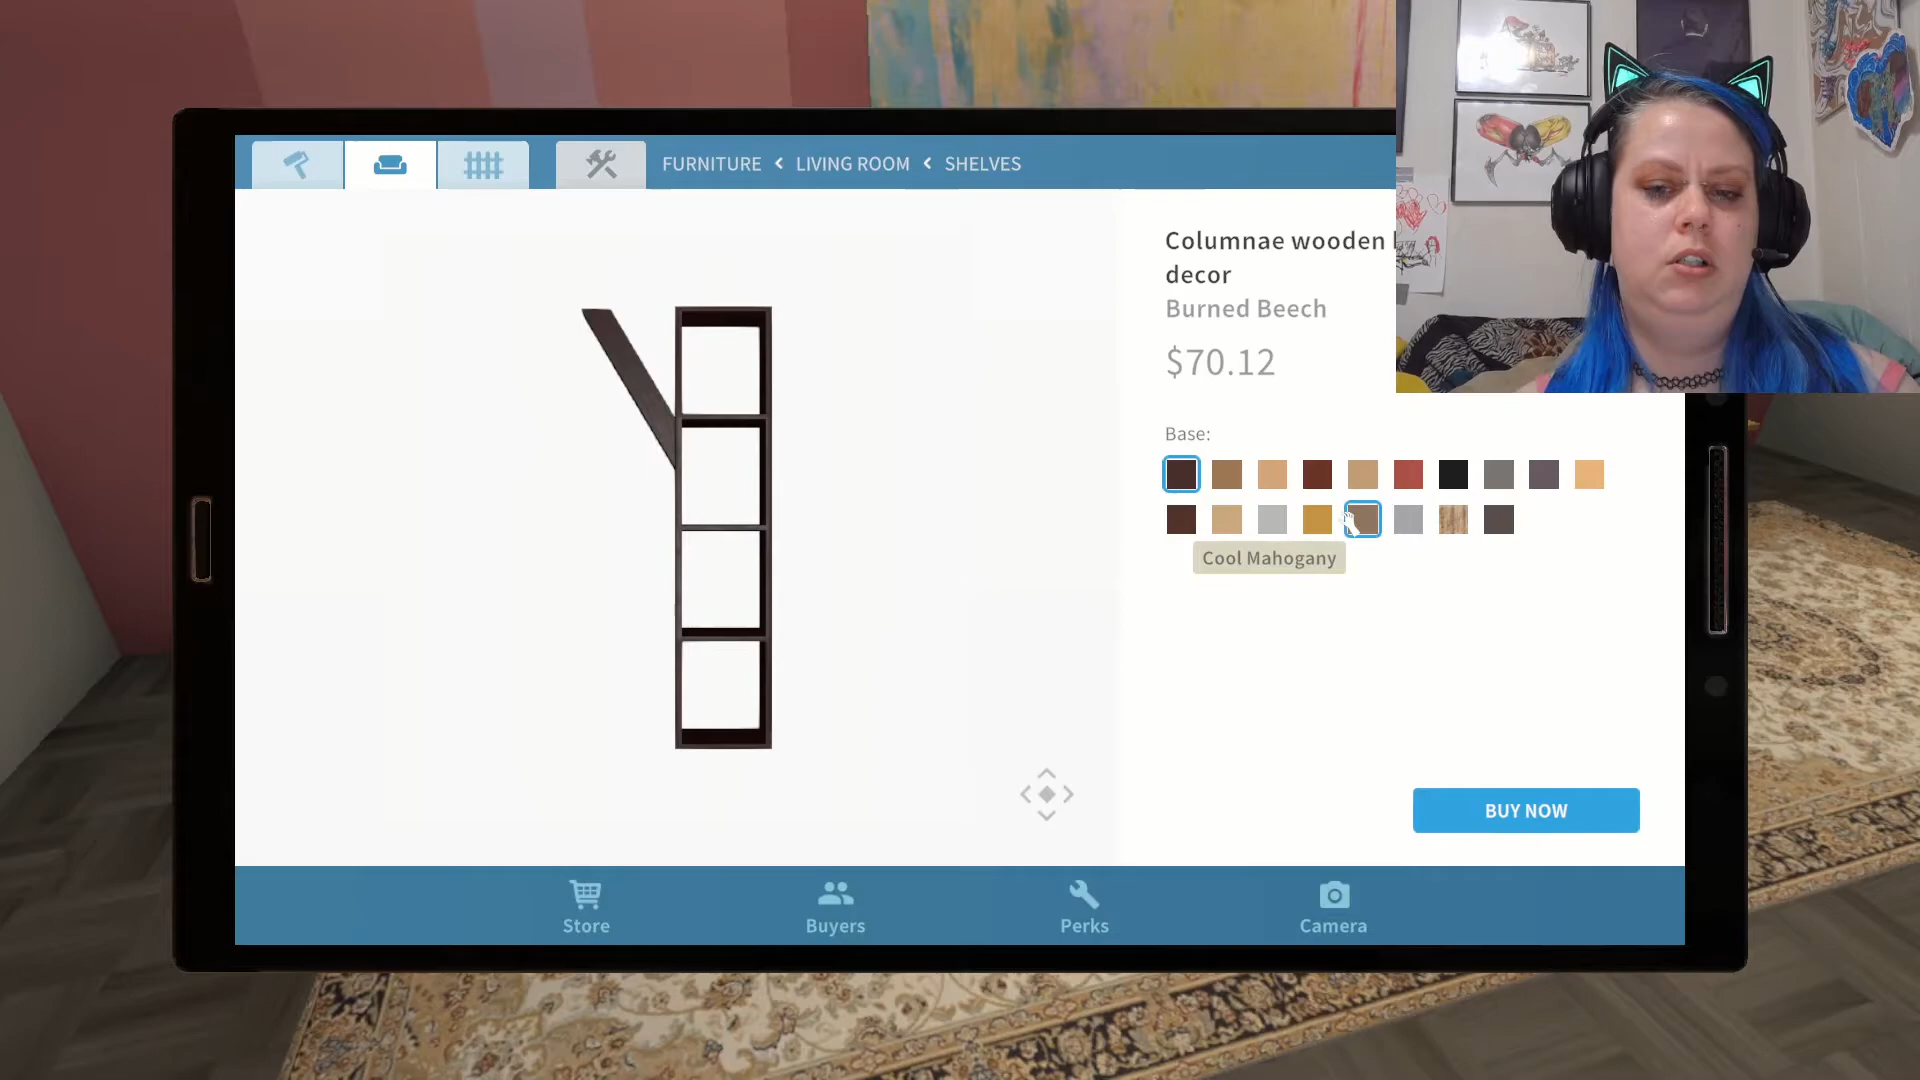 FURNITURE < LIVING ROOM < SHELVES
Columnae wooden
decor
Burned Beech
$70.12
Base:
Cool Mahogany
BUY NOW
Store
Buyers
Perks
Camera